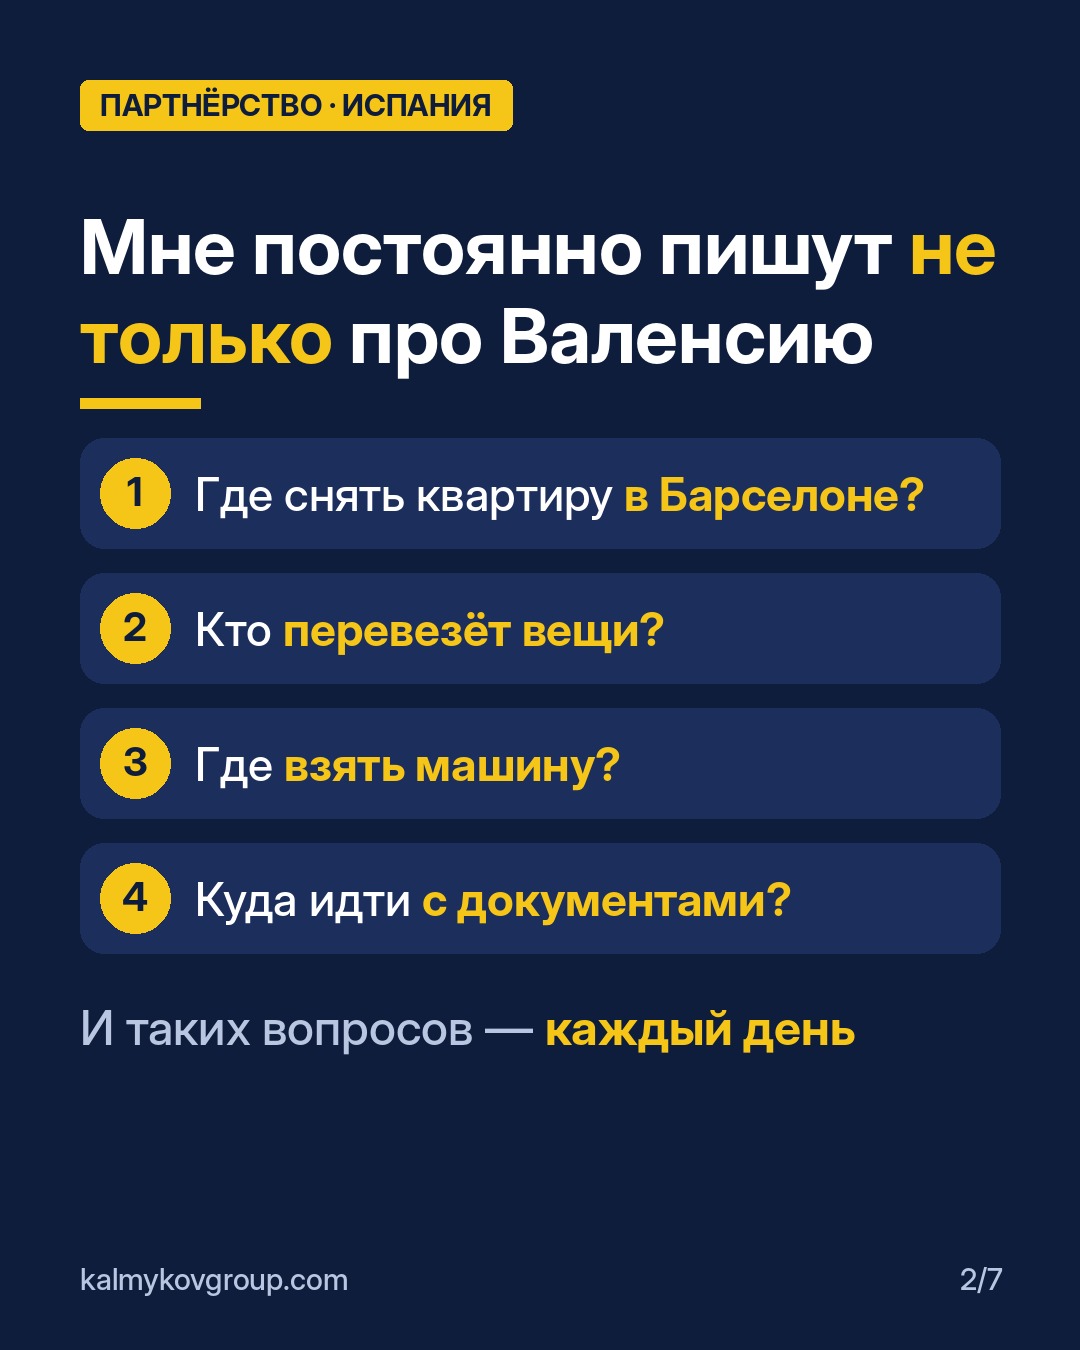 ПАРТНЁРСТВО · ИСПАНИЯ
Мне постоянно пишут не
только про Валенсию
1 Где снять квартиру в Барселоне?
2 Кто перевезёт вещи?
3 Где взять машину?
4 Куда идти с документами?
И таких вопросов — каждый день
kalmykovgroup.com 2/7